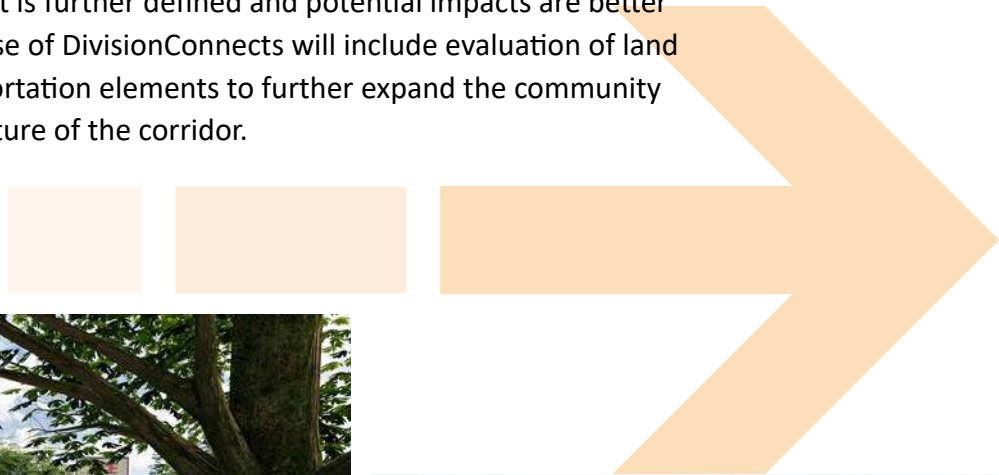 t is further defined and potential impacts are better
se of DivisionConnects will include evaluation of land
ortation elements to further expand the community
ture of the corridor.